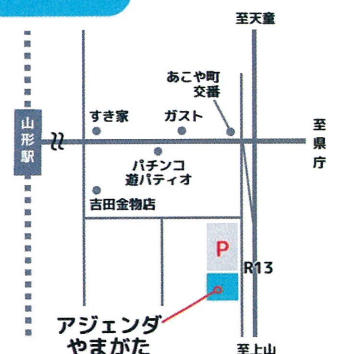 至天童
あこや町
交番
すき家
ガスト
山形駅
至県庁
パチンコ
遊パティオ
吉田金物店
P
R13
アジェンダ
やまがた
至上山